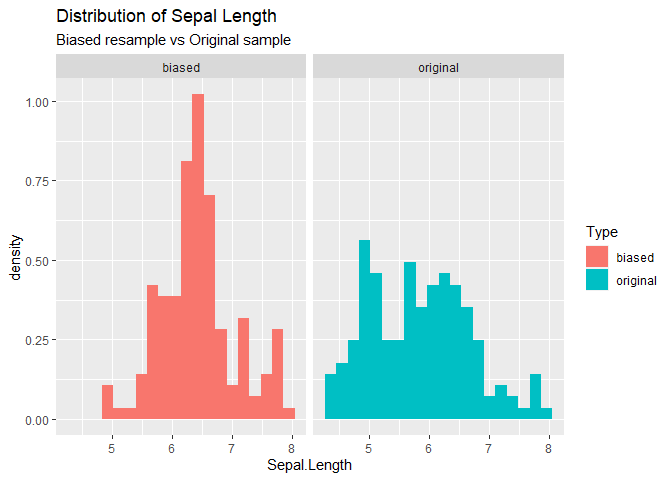 Distribution of Sepal Length
Biased resample vs Original sample
biased
original
1.00
0.75
0.50
0.25
0.00
density
5 6 7 8
5 6 7 8
Sepal.Length
Type
biased
original